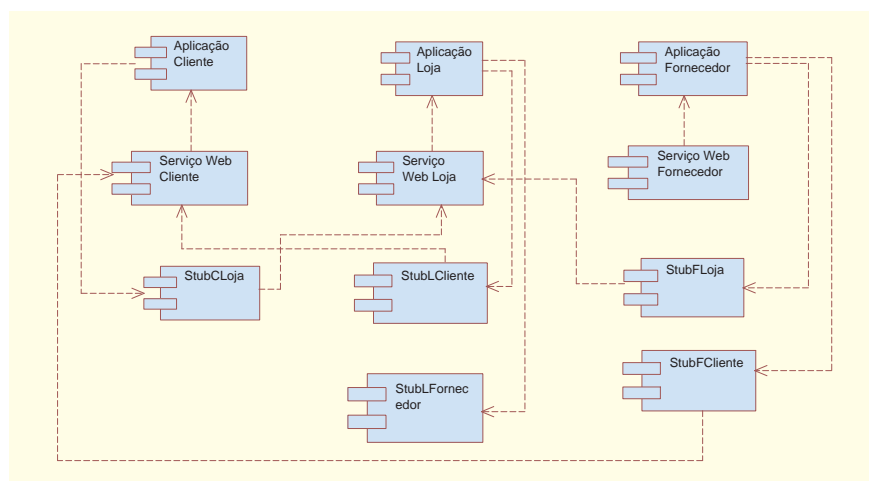 Aplicação
Cliente
Aplicação
Loja
Aplicação
Fornecedor
Serviço Web
Cliente
Serviço
Web Loja
Serviço Web
Fornecedor
StubCLoja
StubLCliente
StubFLoja
StubLFornec
edor
StubFCliente